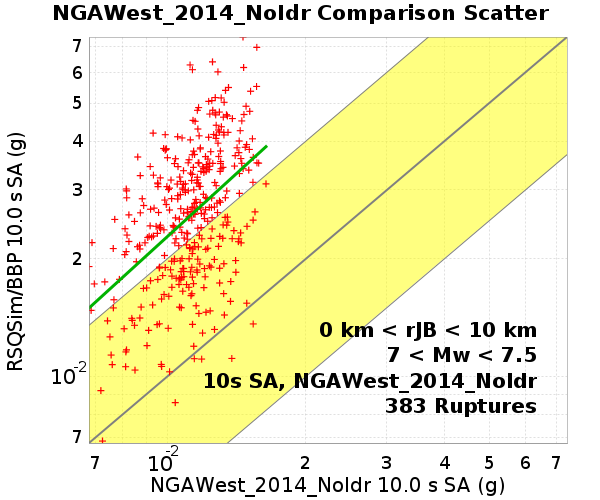 NGAWest_2014_NoIdr Comparison Scatter
RSQSim/BBP 10.0 s SA (g)
7
6
5
4
3
2
10-2
7
0 km < rJB < 10 km
7 < Mw < 7.5
10s SA, NGAWest_2014_NoIdr
383 Ruptures
7 10-2 2 3 4 5 6 7
NGAWest_2014_NoIdr 10.0 s SA (g)